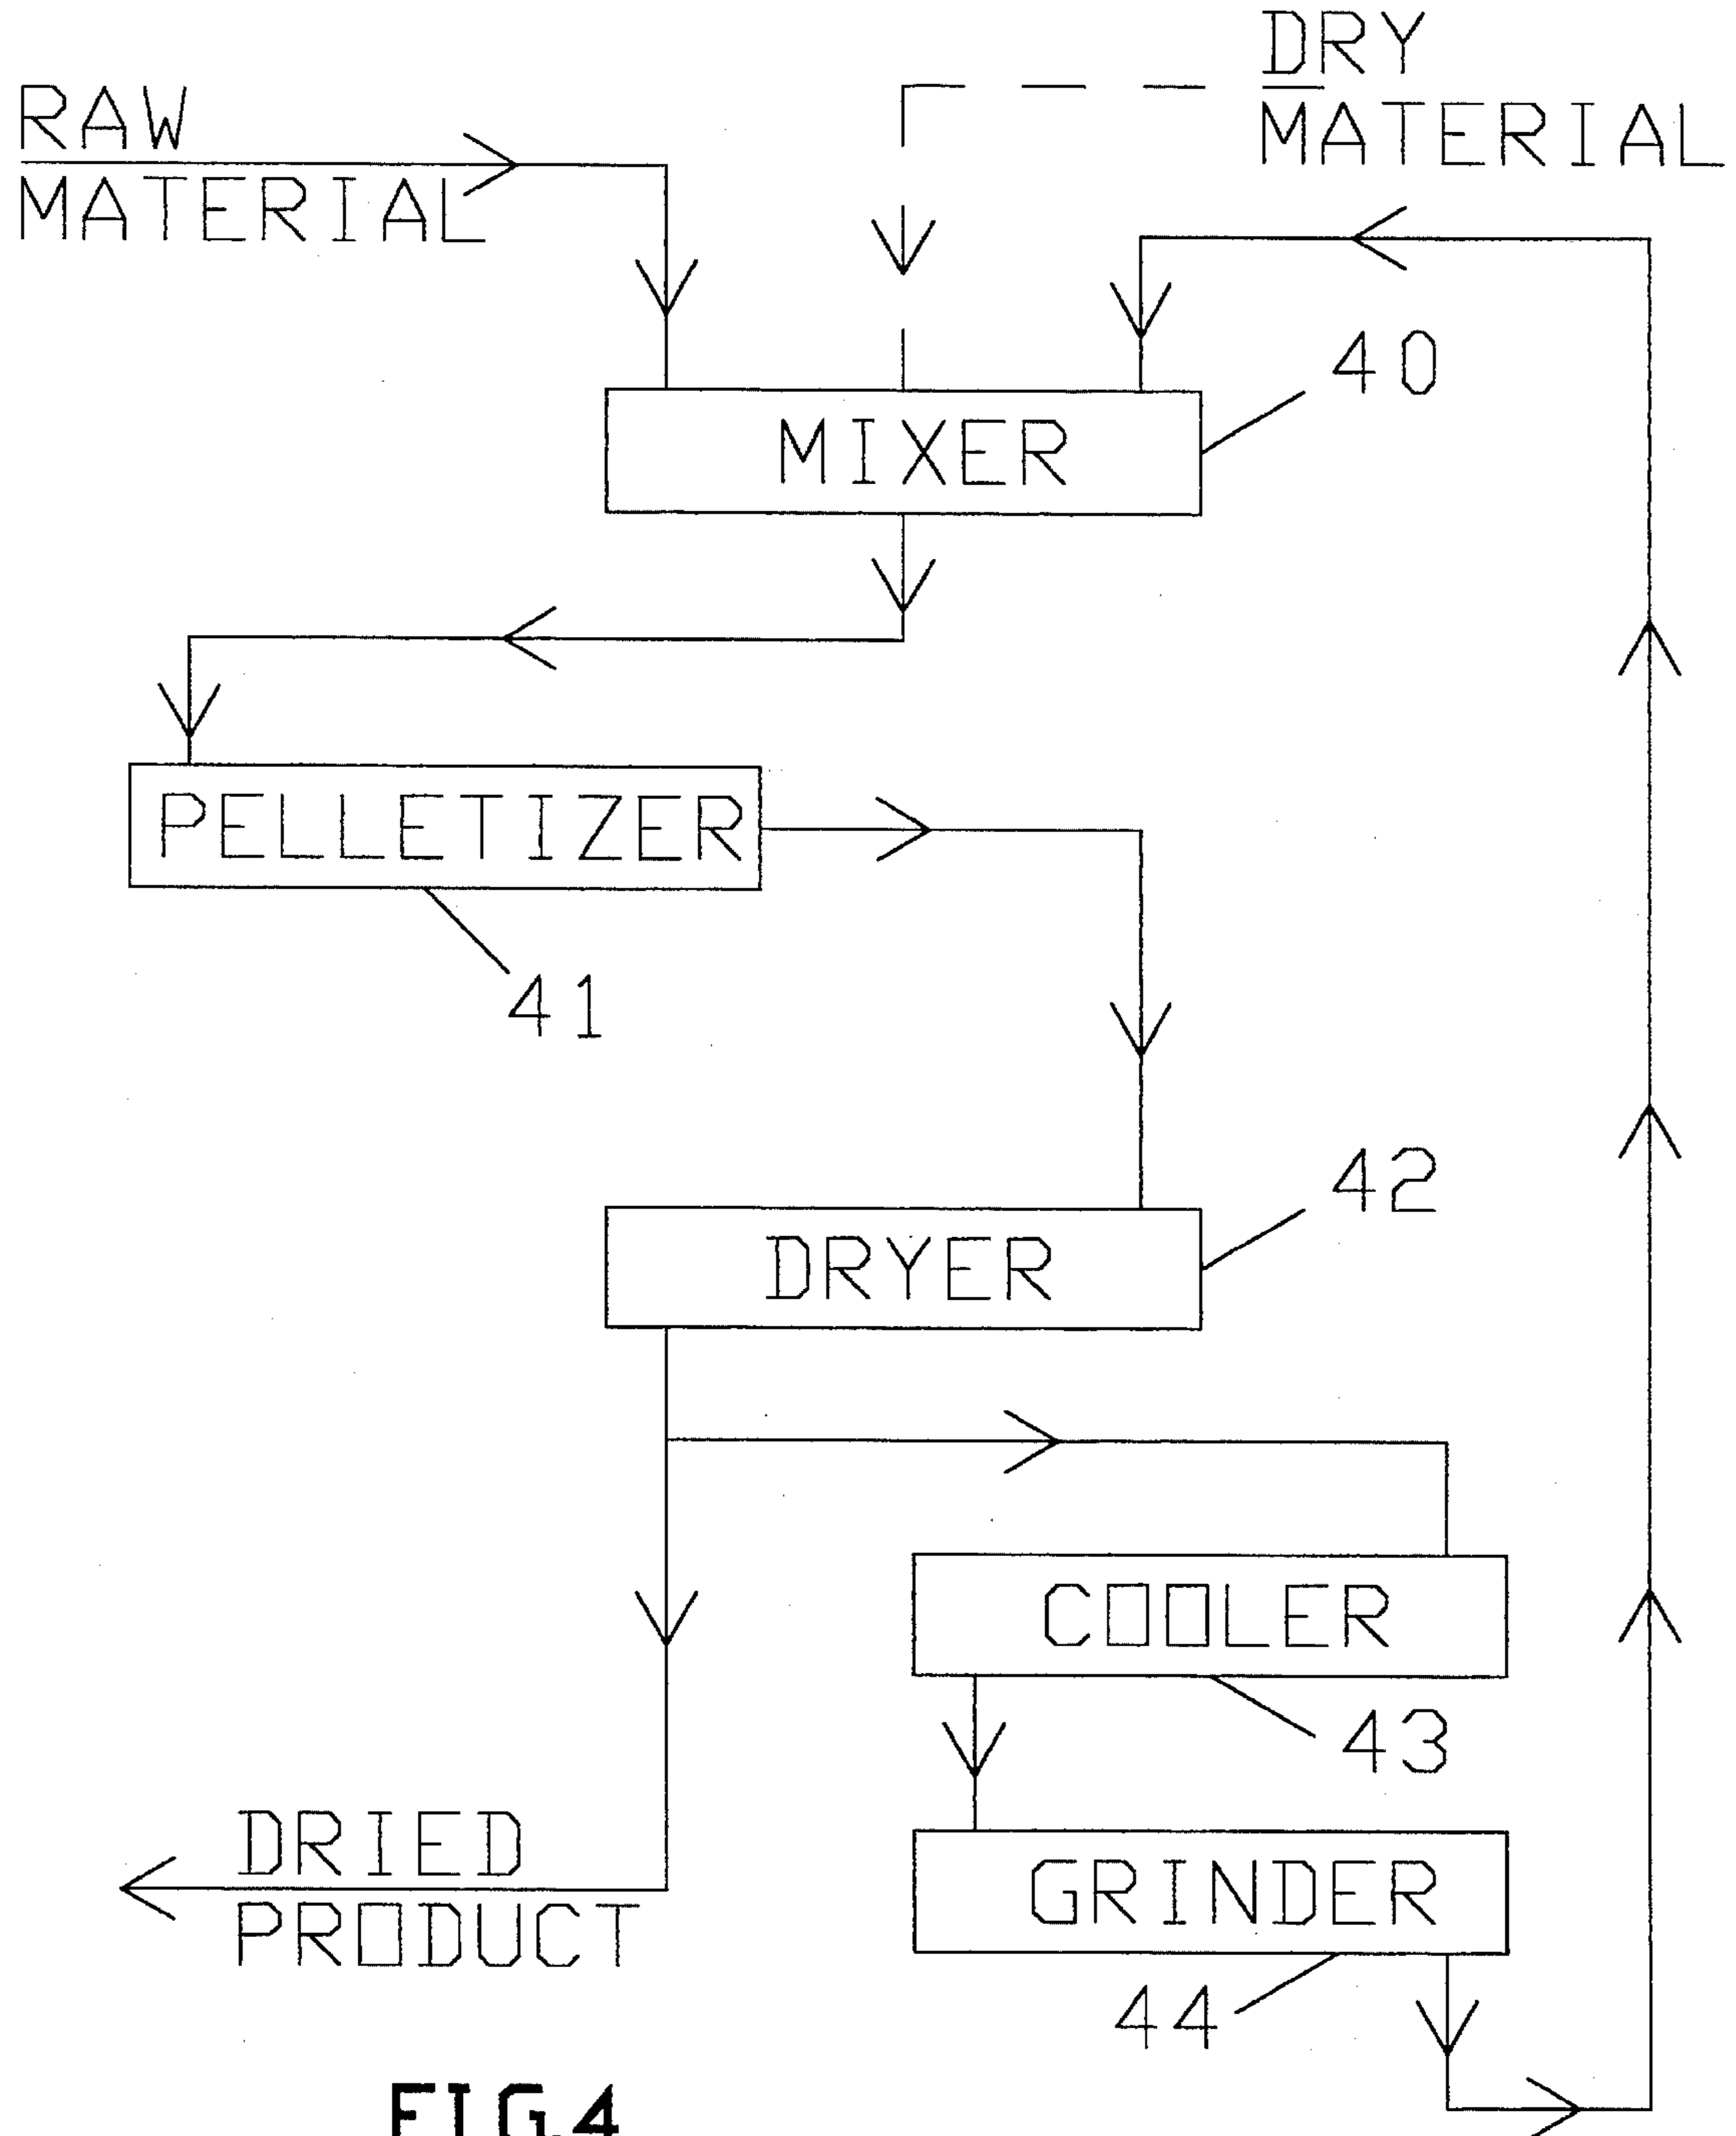 DRY
MATERIAL
RAW
MATERIAL
40
MIXER
PELLETIZER
41
42
DRYER
COOLER
43
DRIED
PRODUCT
GRINDER
44
FIG.4